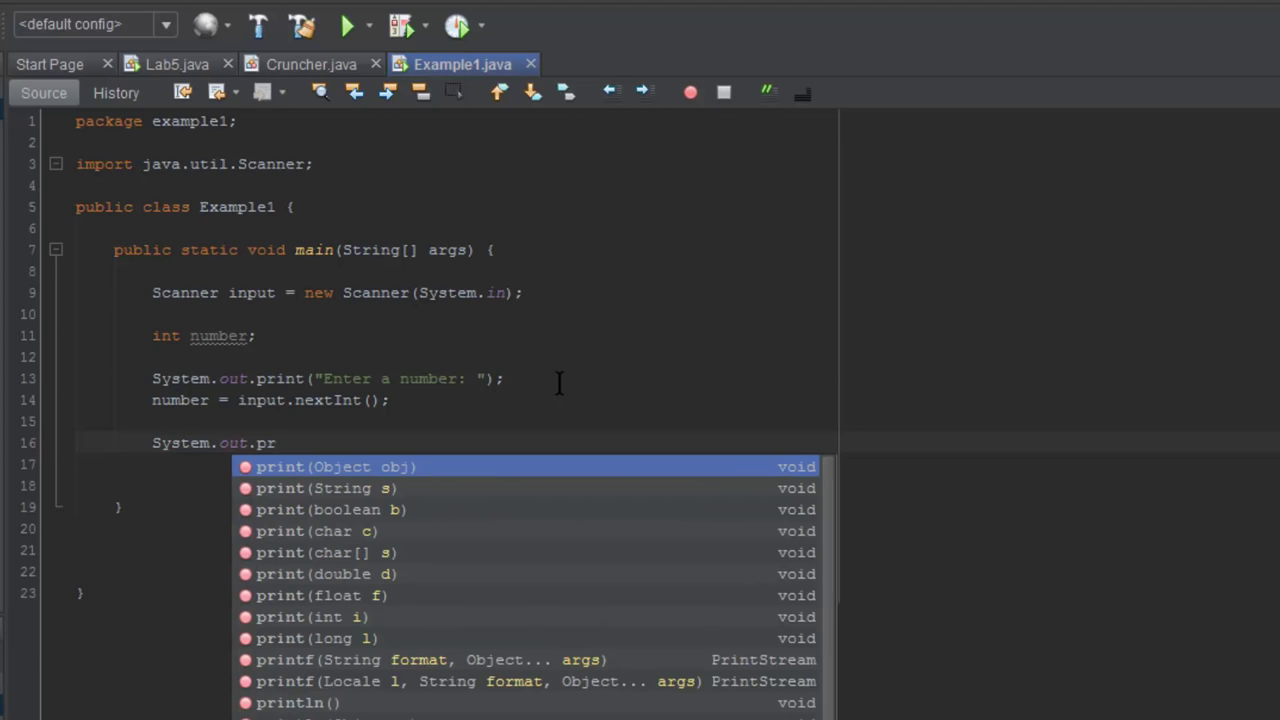 <default config>
Start Page Lab5.java Cruncher.java Example1.java
Source History
1 package example1;
2
3 import java.util.Scanner;
4
5 public class Example1 {
6
7 public static void main(String[] args) {
8
9 Scanner input = new Scanner(System.in);
10
11 int number;
12
13 System.out.print("Enter a number: ");
14 number = input.nextInt();
15
16 System.out.pr
17 print(Object obj) void
18 print(String s) void
19 }
print(boolean b) void
20 print(char c) void
21 print(char[] s) void
22 print(double d) void
23 }
print(float f) void
print(int i) void
print(long l) void
printf(String format, Object... args) PrintStream
printf(Locale l, String format, Object... args) PrintStream
println() void